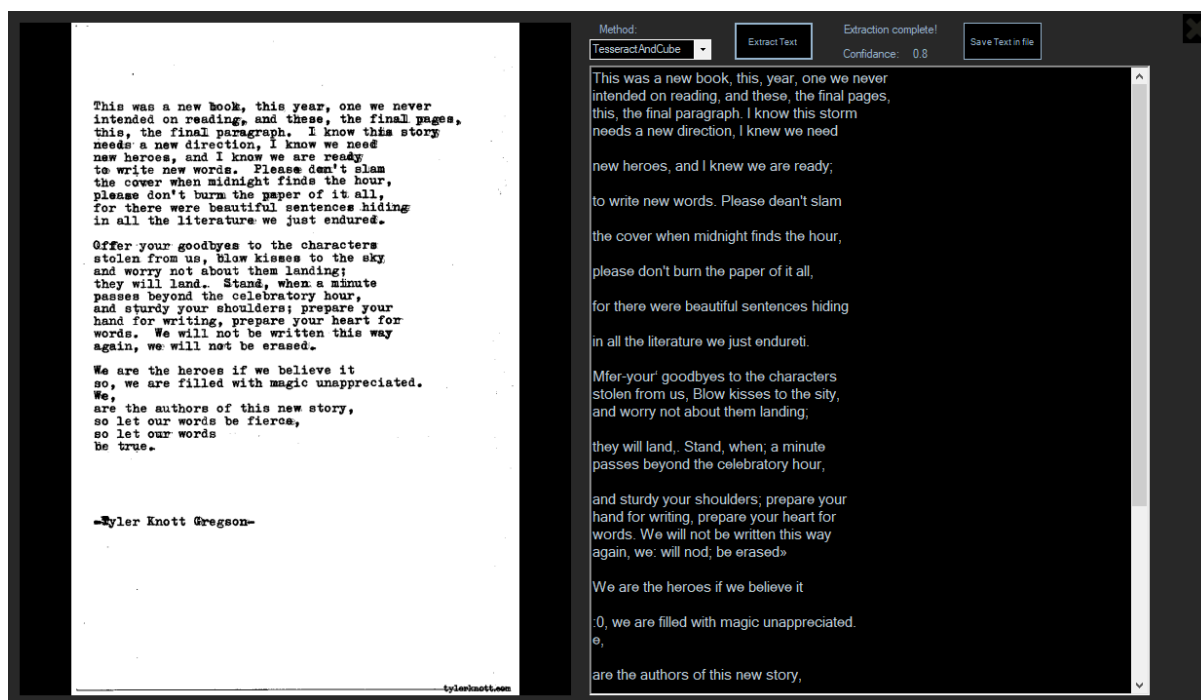 This was a new book, this year, one we never
intended on reading, and these, the final pages,
this, the final paragraph. I know this story
needs a new direction, I know we need
new heroes, and I know we are ready
to write new words. Please don't slam
the cover when midnight finds the hour,
please don't burn the paper of it all,
for there were beautiful sentences hiding
in all the literature we just endured.
Offer your goodbyes to the characters
stolen from us, blow kisses to the sky
and worry not about them landing;
they will land. Stand, when a minute
passes beyond the celebratory hour,
and sturdy your shoulders; prepare your
hand for writing, prepare your heart for
words. We will not be written this way
again, we will not be erased.
We are the heroes if we believe it
so, we are filled with magic unappreciated.
We,
are the authors of this new story,
so let our words be fierce,
so let our words
be true.
-Tyler Knott Gregson-
tylerknott.com
Method:
TesseractAndCube
Extract Text
Extraction complete!
Confidance: 0.8
Save Text in file
This was a new book, this, year, one we never
intended on reading, and these, the final pages,
this, the final paragraph. I know this storm
needs a new direction, I knew we need
new heroes, and I knew we are ready;
to write new words. Please dean't slam
the cover when midnight finds the hour,
please don't burn the paper of it all,
for there were beautiful sentences hiding
in all the literature we just endureti.
Mfer-your' goodbyes to the characters
stolen from us, Blow kisses to the sity,
and worry not about them landing;
they will land,. Stand, when; a minute
passes beyond the celebratory hour,
and sturdy your shoulders; prepare your
hand for writing, prepare your heart for
words. We will not be written this way
again, we: will nod; be erased»
We are the heroes if we believe it
:0, we are filled with magic unappreciated.
e,
are the authors of this new story,